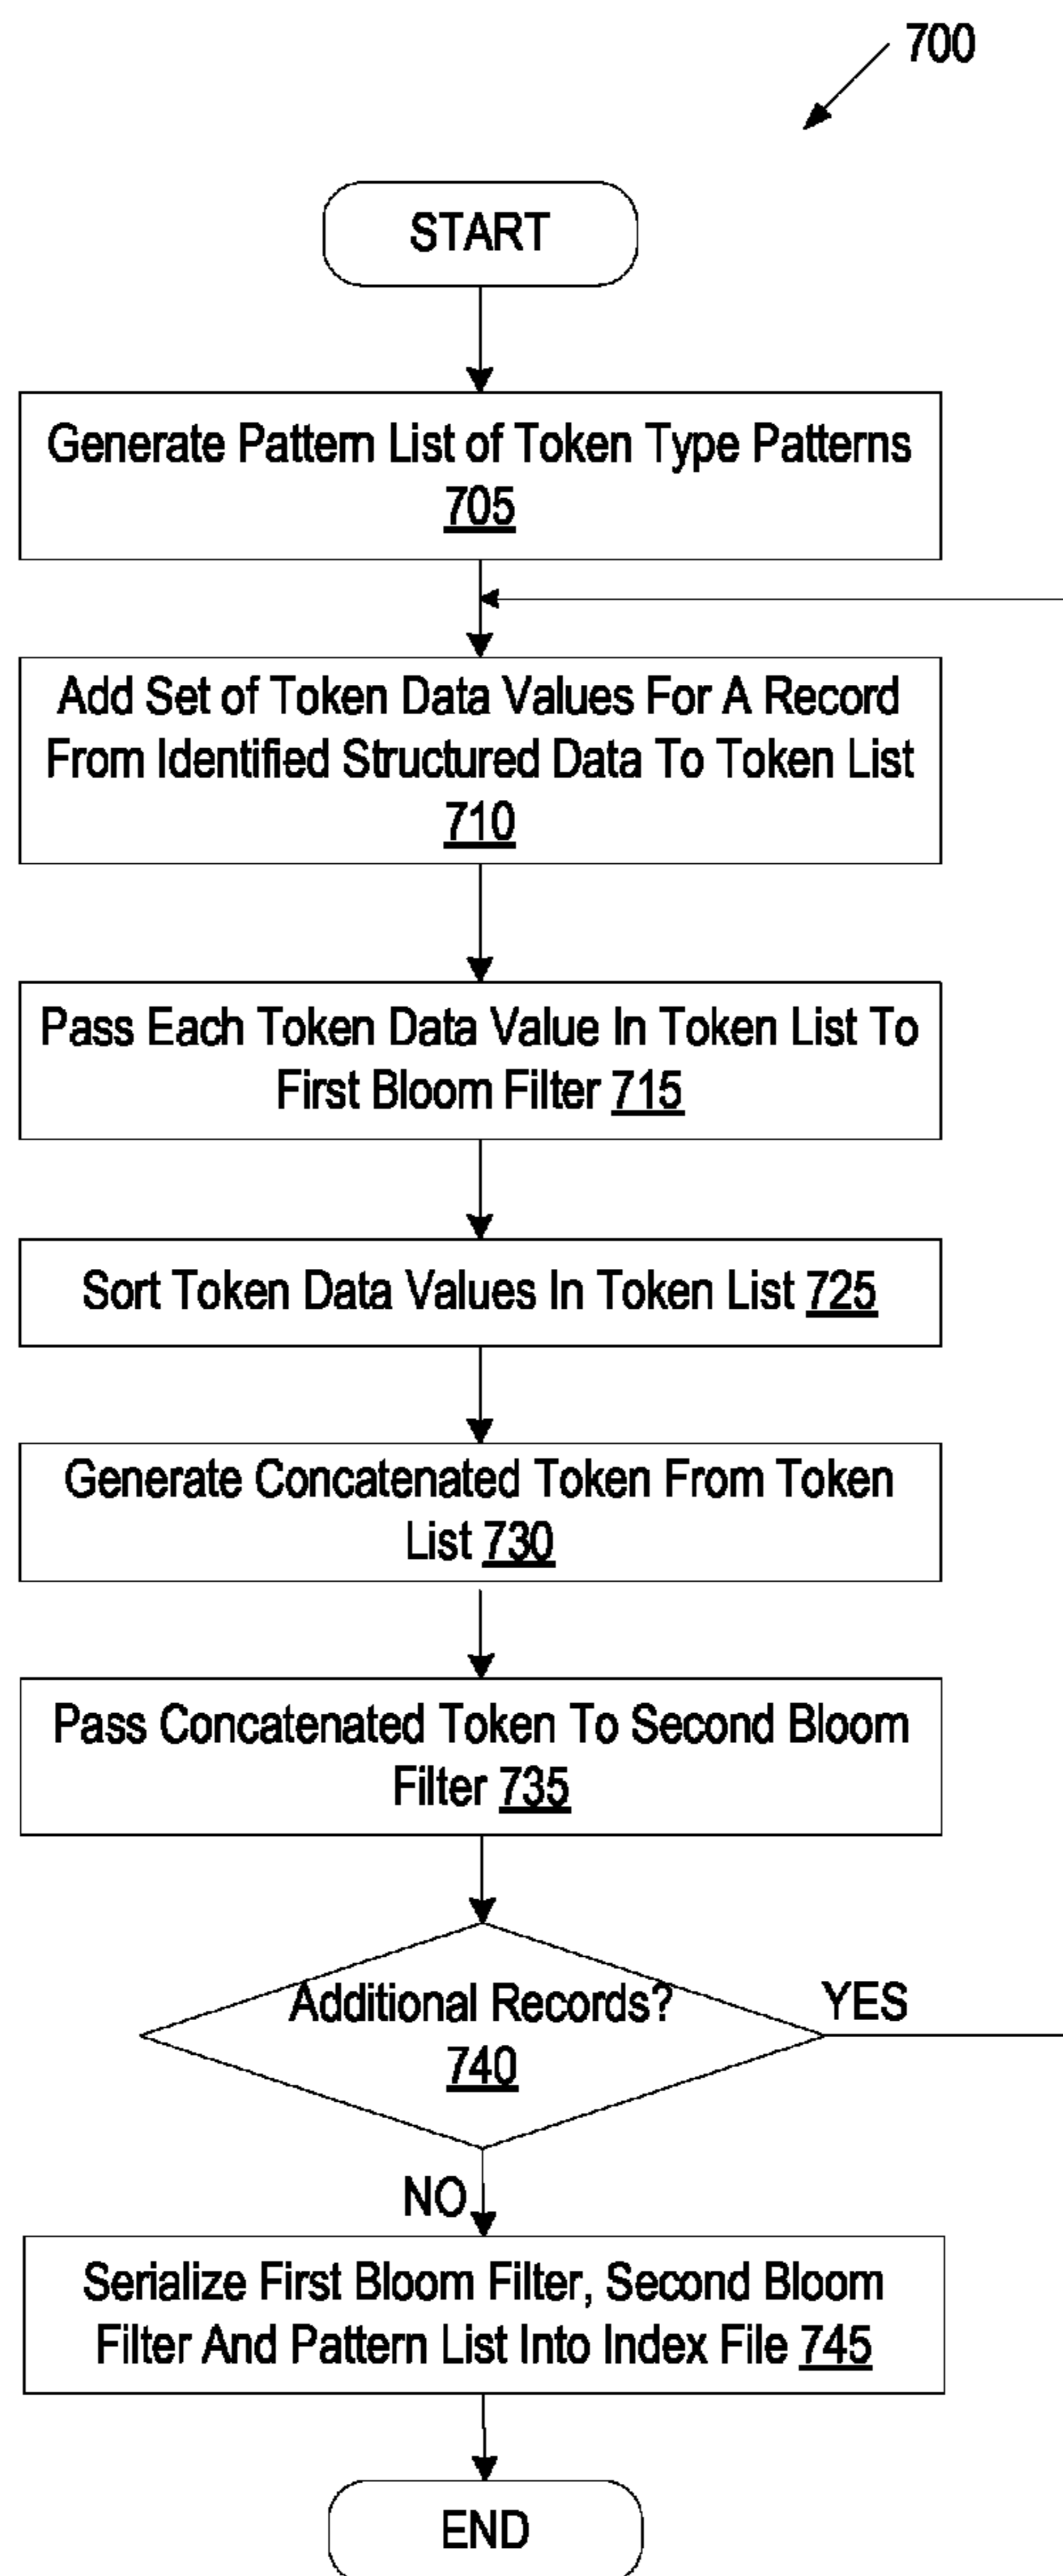 700
START
Generate Pattern List of Token Type Patterns
705
Add Set of Token Data Values For A Record
From Identified Structured Data To Token List
710
Pass Each Token Data Value In Token List To
First Bloom Filter 715
Sort Token Data Values In Token List 725
Generate Concatenated Token From Token
List 730
Pass Concatenated Token To Second Bloom
Filter 735
Additional Records?
740
YES
NO
Serialize First Bloom Filter, Second Bloom
Filter And Pattern List Into Index File 745
END